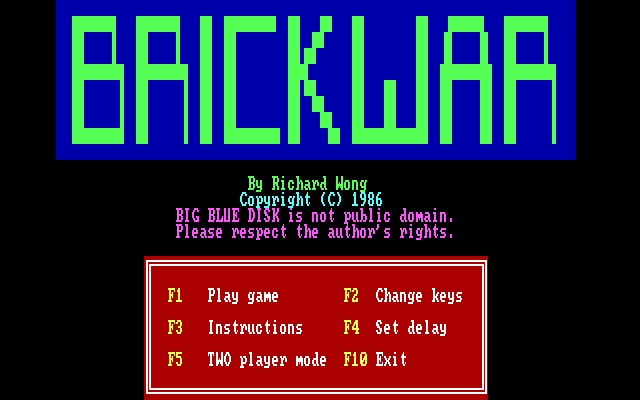 BRICKWAR
By Richard Wong
Copyright (C) 1986
BIG BLUE DISK is not public domain.
Please respect the author's rights.
F1 Play game F2 Change keys
F3 Instructions F4 Set delay
F5 TWO player mode F10 Exit